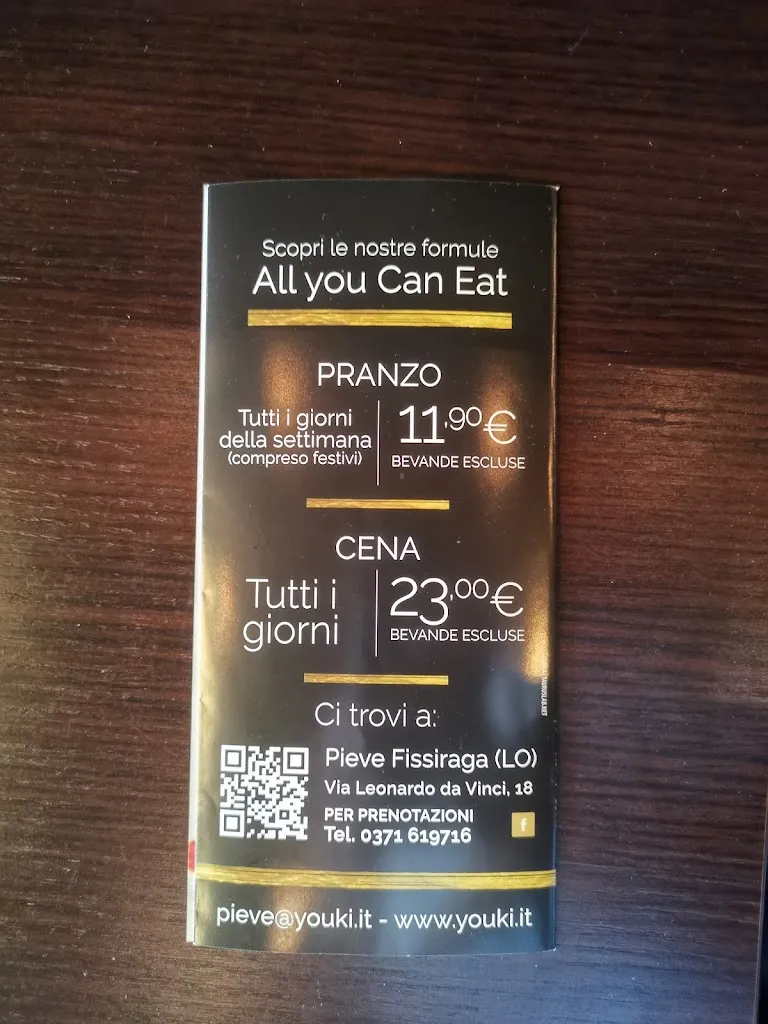 Scopri le nostre formule
All you Can Eat
PRANZO
Tutti i giorni
della settimana
(compreso festivi)
11,90€
BEVANDE ESCLUSE
CENA
Tutti i
giorni
23,00€
BEVANDE ESCLUSE
Ci trovi a:
Pieve Fissiraga (LO)
Via Leonardo da Vinci, 18
PER PRENOTAZIONI
Tel. 0371 619716
f
pieve@youki.it - www.youki.it